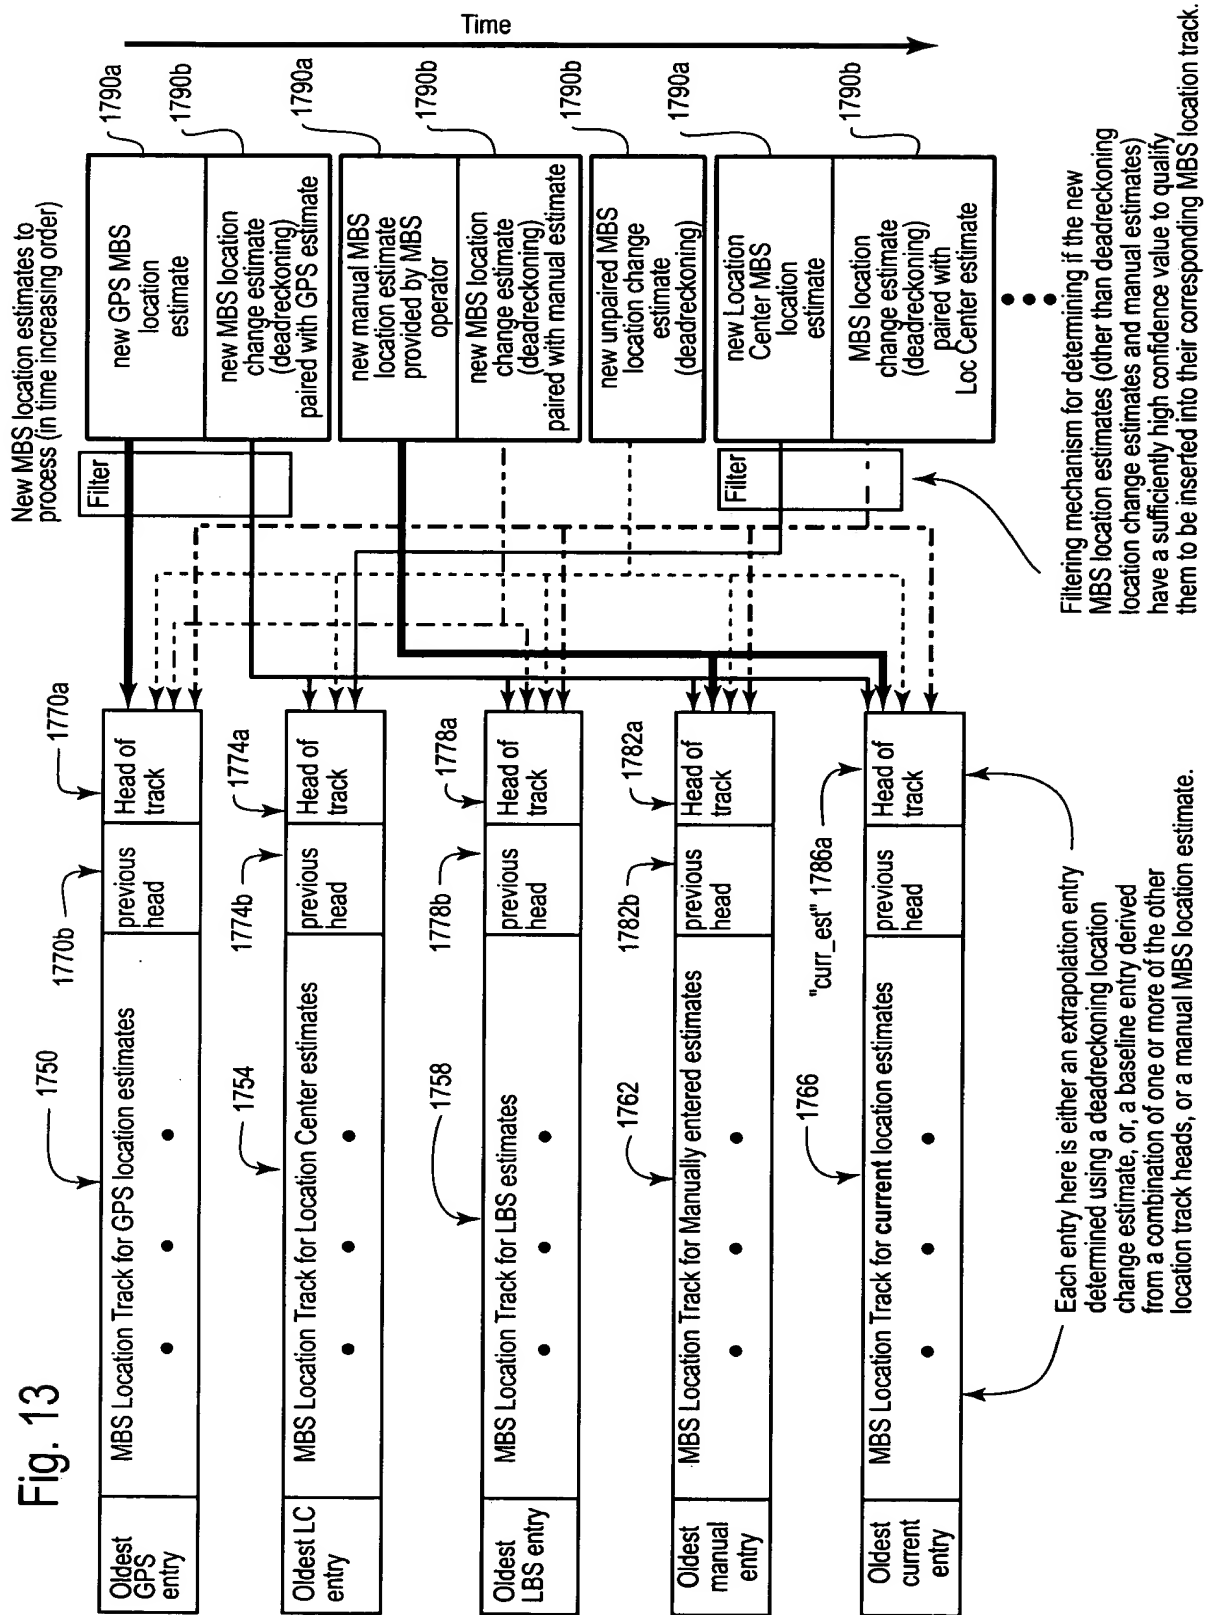 Fig. 13
New MBS location estimates to
process (in time increasing order)
Time
1790a
1790b
1790a
1790b
1790b
1790a
1790b
new GPS MBS
location
estimate
new MBS location
change estimate
(deadreckoning)
paired with GPS estimate
new manual MBS
location estimate
provided by MBS
operator
new MBS location
change estimate
(deadreckoning)
paired with manual estimate
new unpaired MBS
location change
estimate
(deadreckoning)
new Location
Center MBS
location
estimate
MBS location
change estimate
(deadreckoning)
paired with
Loc Center estimate
Filter
Filter
Filtering mechanism for determining if the new
MBS location estimates (other than deadreckoning
location change estimates and manual estimates)
have a sufficiently high confidence value to qualify
them to be inserted into their corresponding MBS location track.
1750
1770b
1770a
Oldest
GPS
entry
MBS Location Track for GPS location estimates
previous
head
Head of
track
1754
1774b
1774a
Oldest LC
entry
MBS Location Track for Location Center estimates
previous
head
Head of
track
1758
1778b
1778a
Oldest
LBS entry
MBS Location Track for LBS estimates
previous
head
Head of
track
1762
1782b
1782a
Oldest
manual
entry
MBS Location Track for Manually entered estimates
previous
head
Head of
track
1766
"curr_est" 1786a
Oldest
current
entry
MBS Location Track for current location estimates
previous
head
Head of
track
Each entry here is either an extrapolation entry
determined using a deadreckoning location
change estimate, or, a baseline entry derived
from a combination of one or more of the other
location track heads, or a manual MBS location estimate.